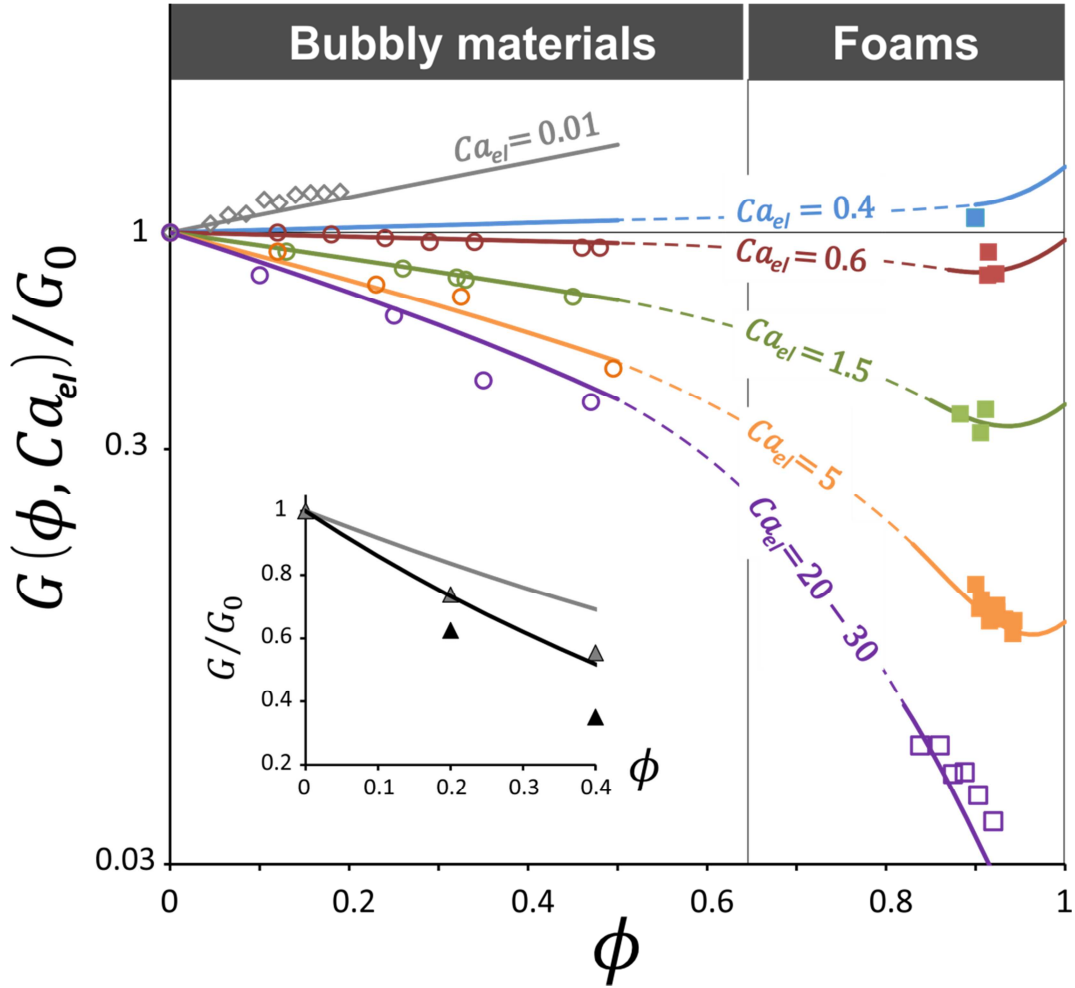 Bubbly materials
Foams
G (ϕ, Ca_el) / G_0
1
0.3
0.03
Ca_el = 0.01
Ca_el = 0.4
Ca_el = 0.6
Ca_el = 1.5
Ca_el = 5
Ca_el = 20 − 30
G/G_0
1
0.8
0.6
0.4
0.2
0
0.1
0.2
0.3
0.4
ϕ
0
0.2
0.4
0.6
0.8
1
ϕ